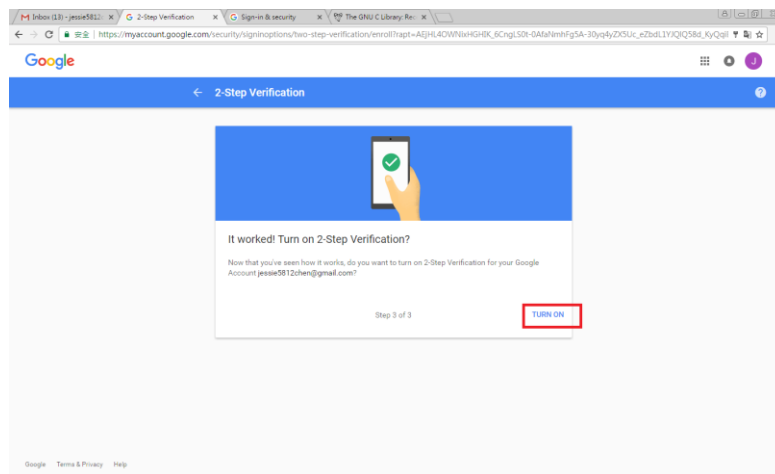 Inbox (13) - jessie5812
2-Step Verification
Sign-in & security
The GNU C Library: Re
安全 | https://myaccount.google.com/security/signinoptions/two-step-verification/enroll?rapt=
Google
J
2-Step Verification
It worked! Turn on 2-Step Verification?
Now that you've seen how it works, do you want to turn on 2-Step Verification for your Google
Account jessie5812chen@gmail.com?
Step 3 of 3
TURN ON
Google Terms & Privacy Help